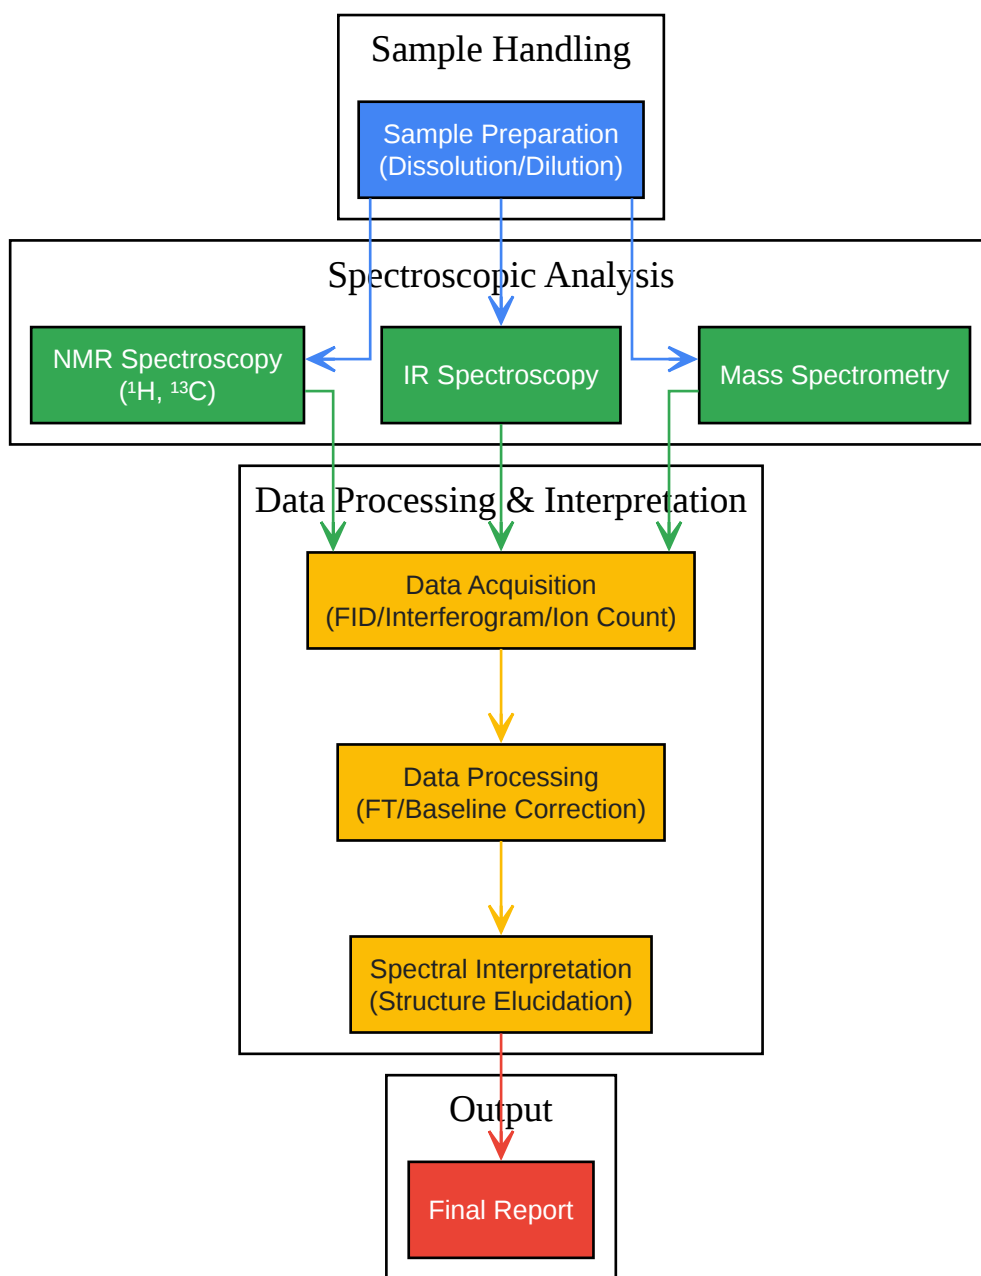 Sample Handling
Sample Preparation
(Dissolution/Dilution)
Spectroscopic Analysis
NMR Spectroscopy
(¹H, ¹³C)
IR Spectroscopy
Mass Spectrometry
Data Processing & Interpretation
Data Acquisition
(FID/Interferogram/Ion Count)
Data Processing
(FT/Baseline Correction)
Spectral Interpretation
(Structure Elucidation)
Output
Final Report